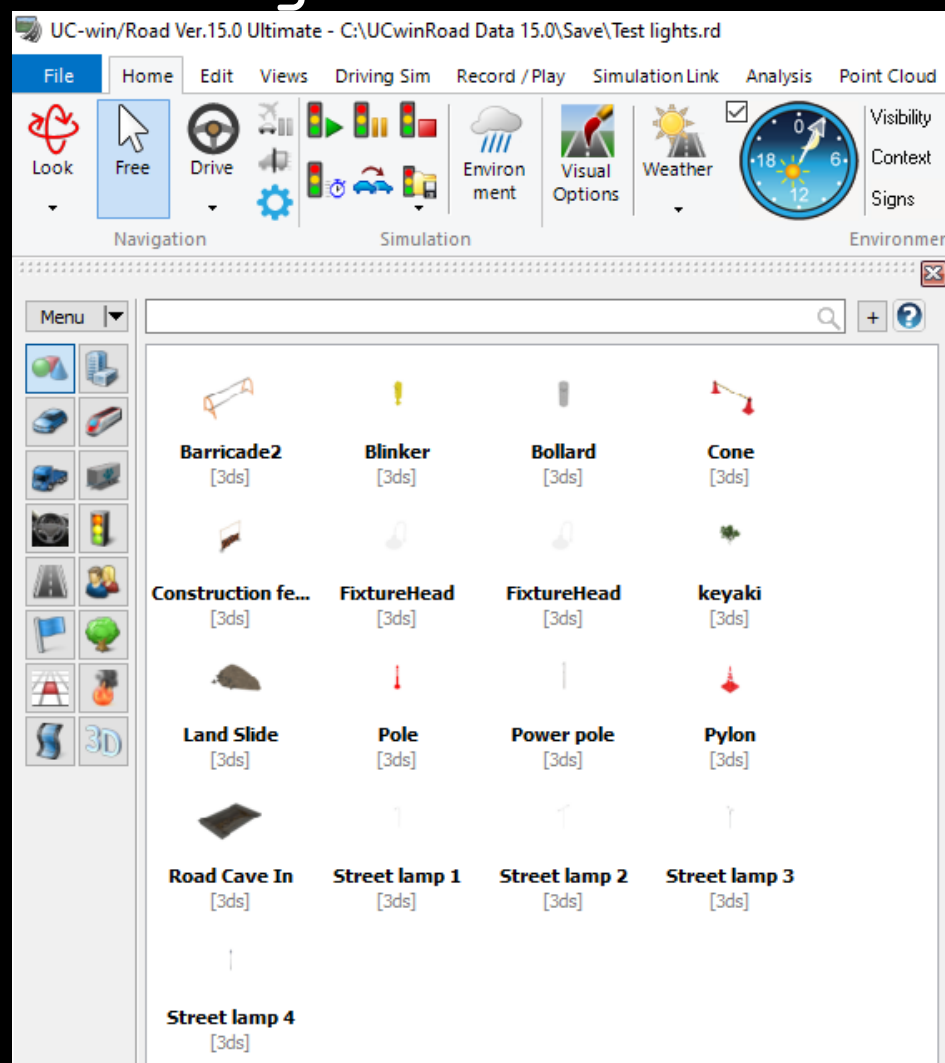 UC-win/Road Ver.15.0 Ultimate - C:\UCwinRoad Data 15.0\Save\Test lights.rd
File Home Edit Views Driving Sim Record / Play Simulation Link Analysis Point Cloud
Look Free Drive Environ
ment Visual
Options Weather 0 6 12 18 Visibility
Context
Signs
Navigation Simulation Environmen
Menu + ?
Barricade2 Blinker Bollard Cone
[3ds] [3ds] [3ds] [3ds]
Construction fe... FixtureHead FixtureHead keyaki
[3ds] [3ds] [3ds] [3ds]
Land Slide Pole Power pole Pylon
[3ds] [3ds] [3ds] [3ds]
Road Cave In Street lamp 1 Street lamp 2 Street lamp 3
[3ds] [3ds] [3ds] [3ds]
Street lamp 4
[3ds]
3D